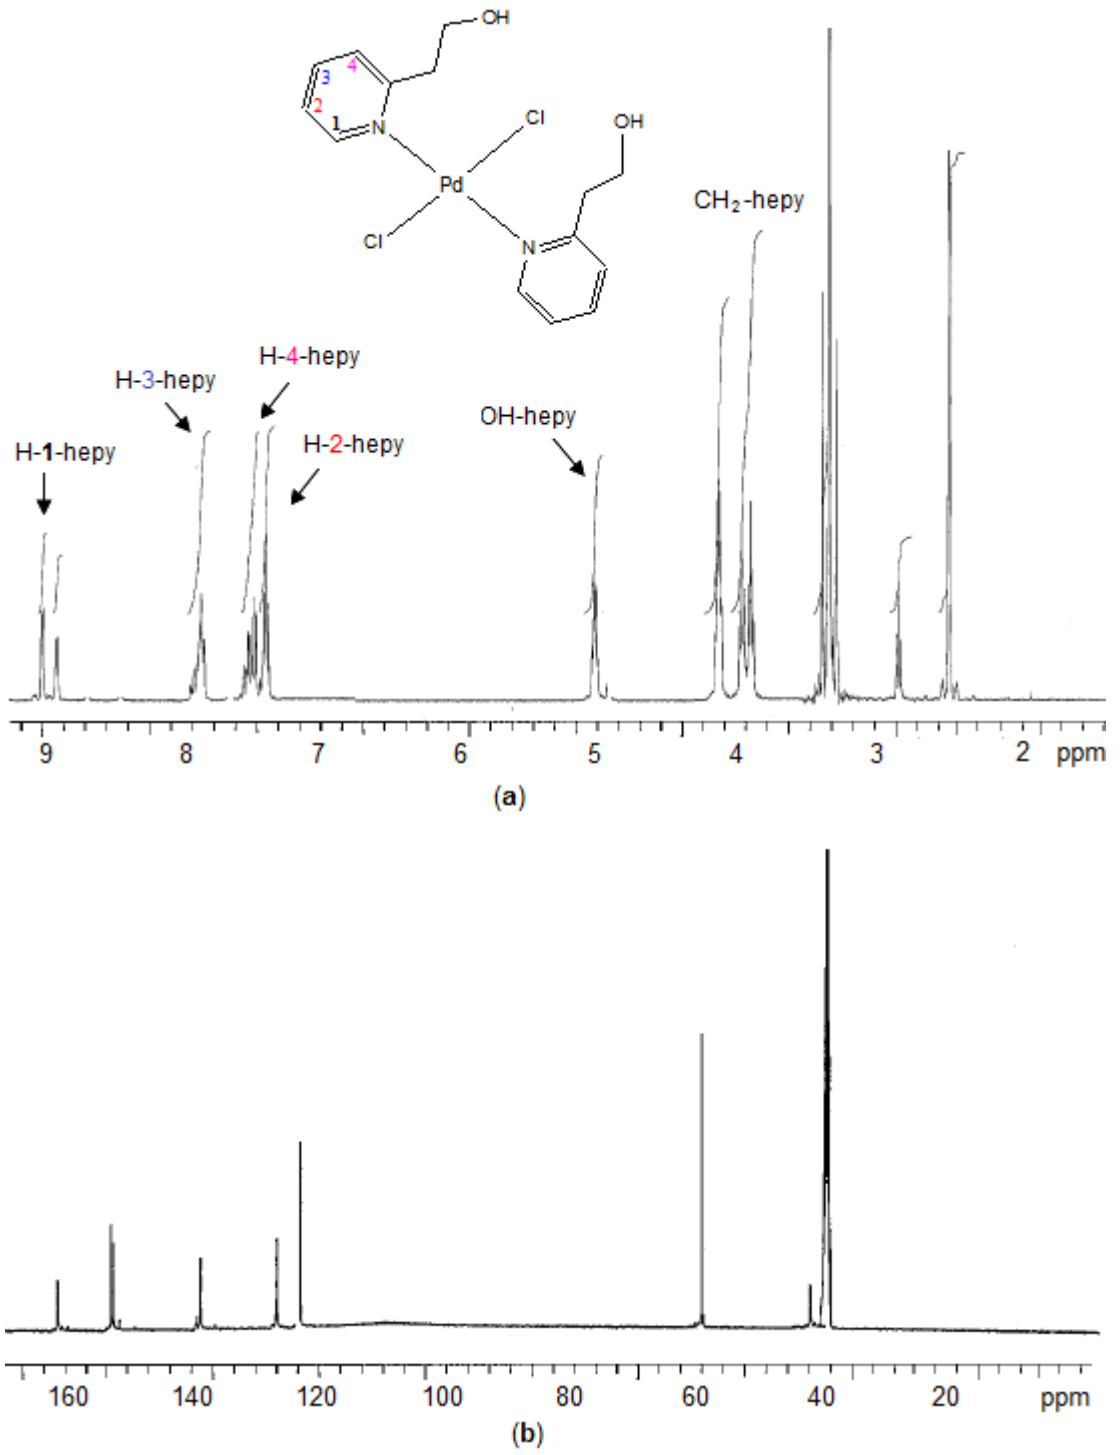 OH
4
3
2
1
N
Cl
OH
Pd
CH₂-hepy
Cl
N
H-4-hepy
H-3-hepy
OH-hepy
H-2-hepy
H-1-hepy
9 8 7 6 5 4 3 2 ppm
(a)
160 140 120 100 80 60 40 20 ppm
(b)